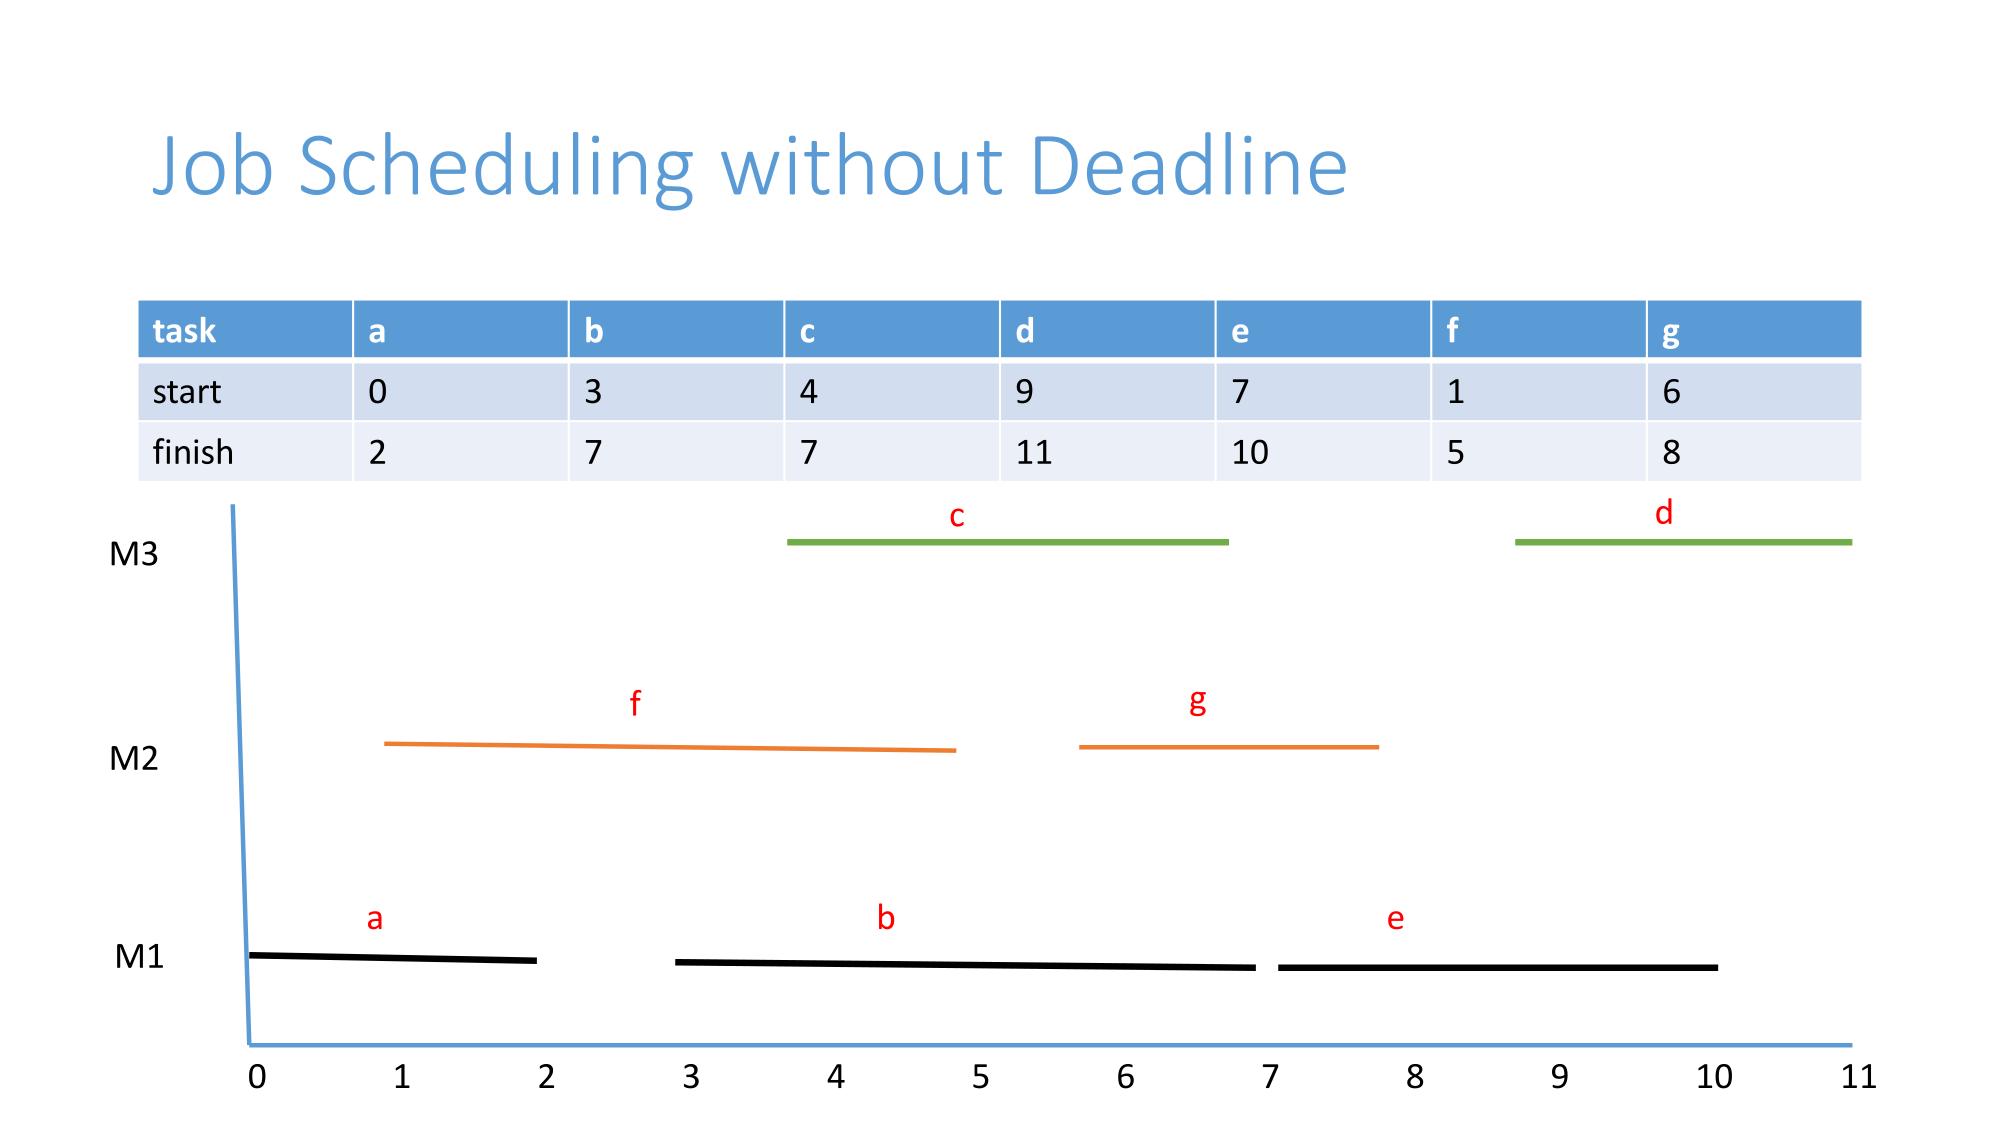 Job Scheduling without Deadline
task a b c d e f g
start 0 3 4 9 7 1 6
finish 2 7 7 11 10 5 8
c d
M3
f g
M2
a b e
M1
0 1 2 3 4 5 6 7 8 9 10 11